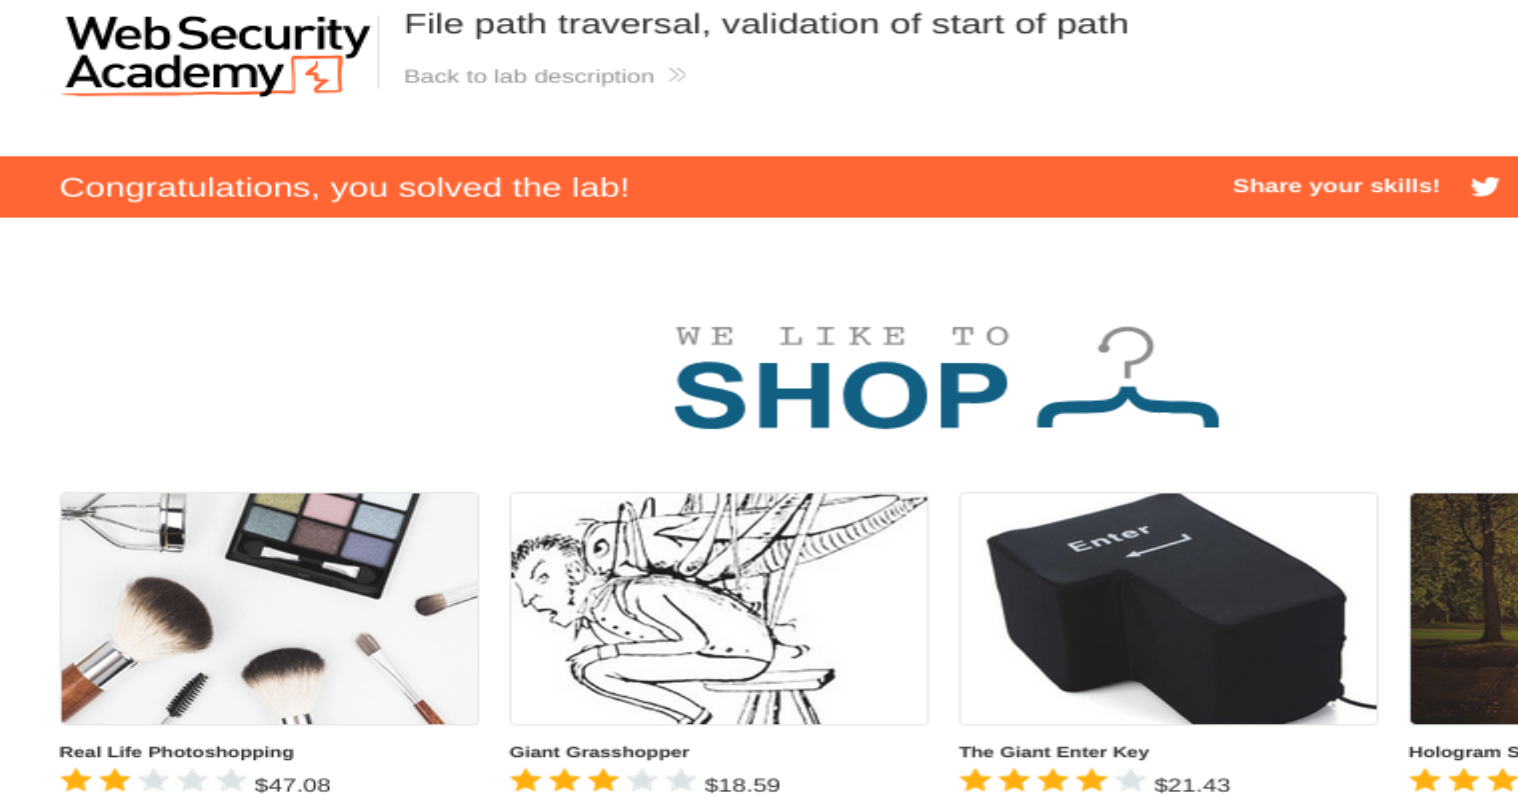 Web Security
Academy
File path traversal, validation of start of path
Back to lab description
Congratulations, you solved the lab!
Share your skills!
WE LIKE TO
SHOP
Enter
Real Life Photoshopping
$47.08
Giant Grasshopper
$18.59
The Giant Enter Key
$21.43
Hologram S